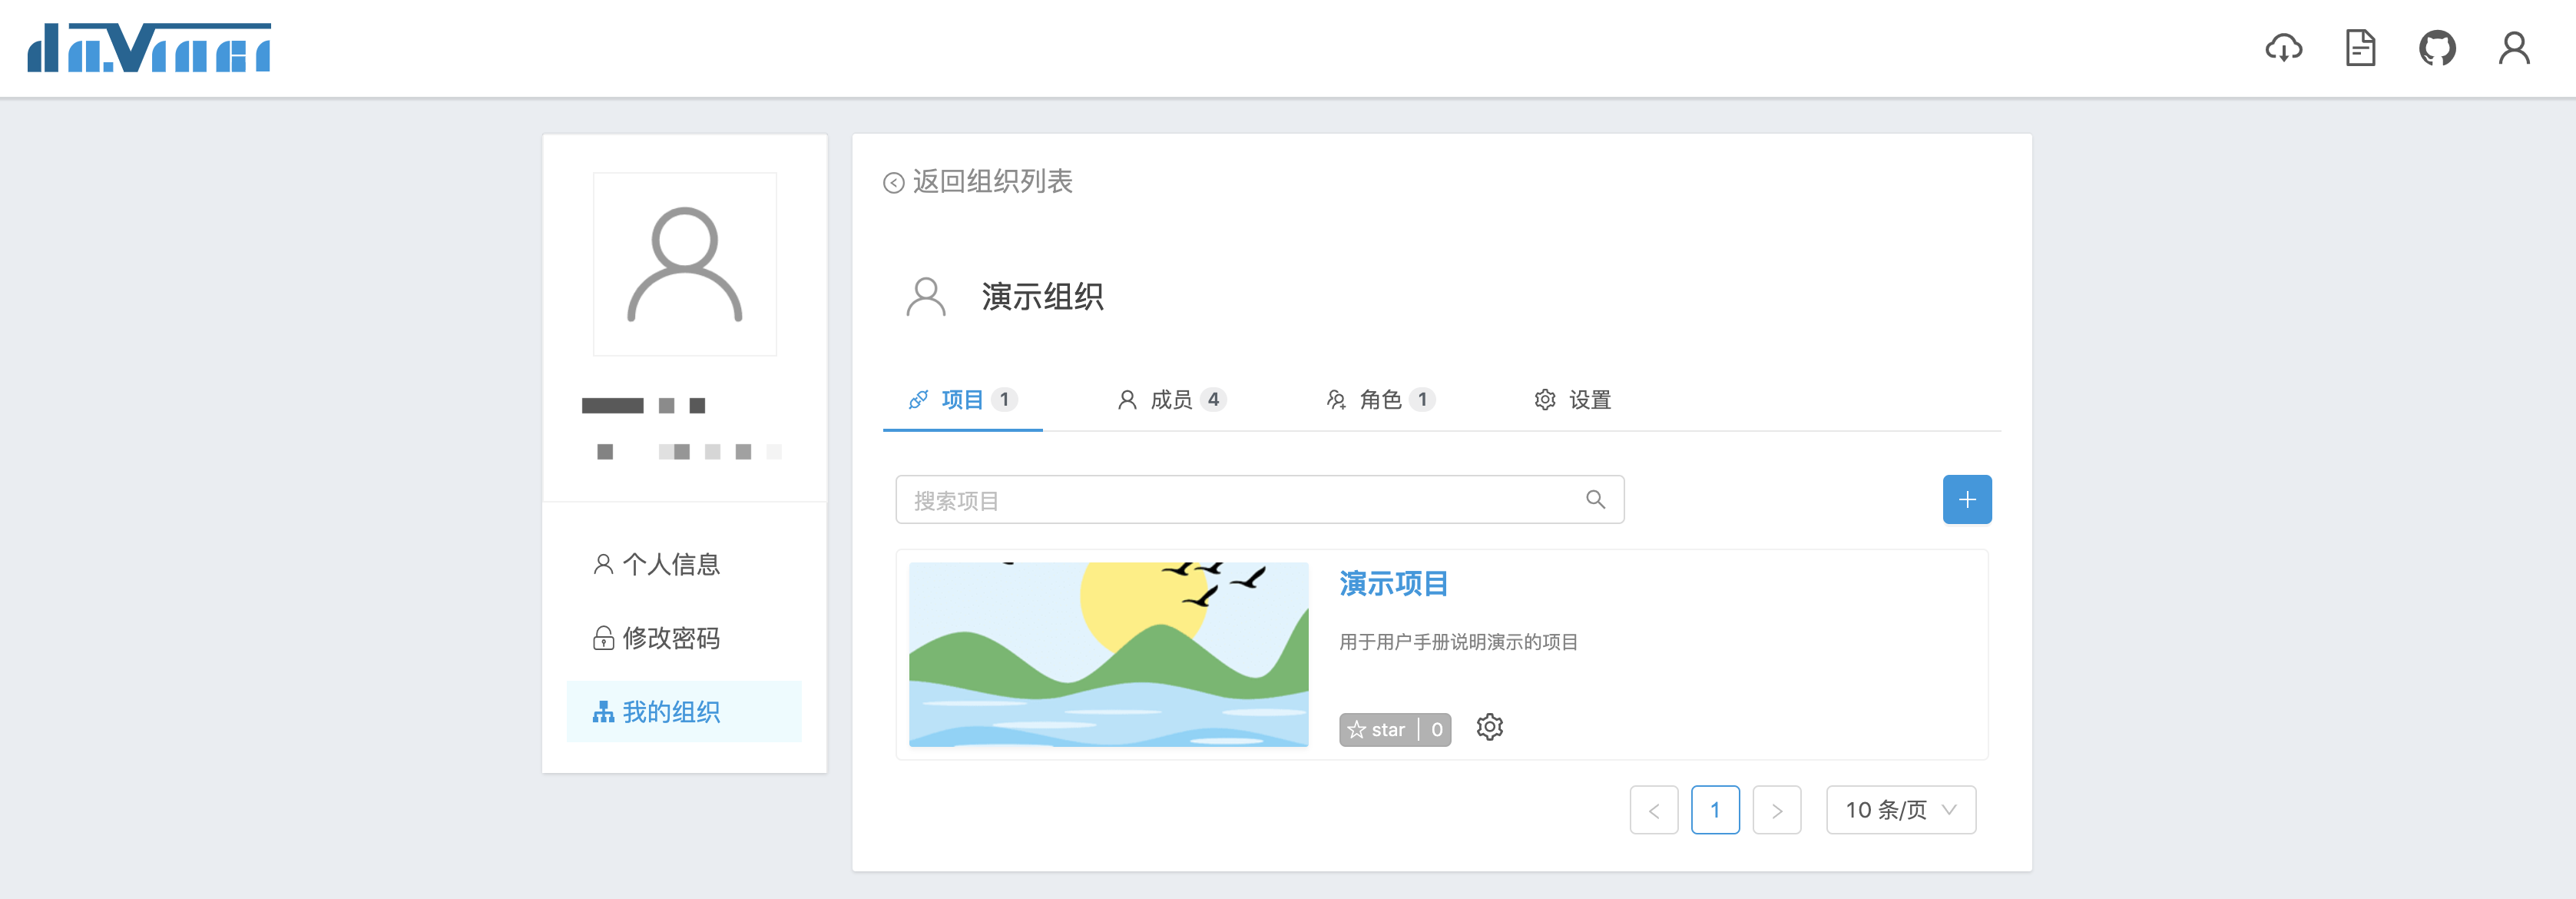 davinci
返回组织列表
演示组织
项目 1 成员 4 角色 1 设置
搜索项目
演示项目
用于用户手册说明演示的项目
star 0
1 10 条/页
个人信息
修改密码
我的组织